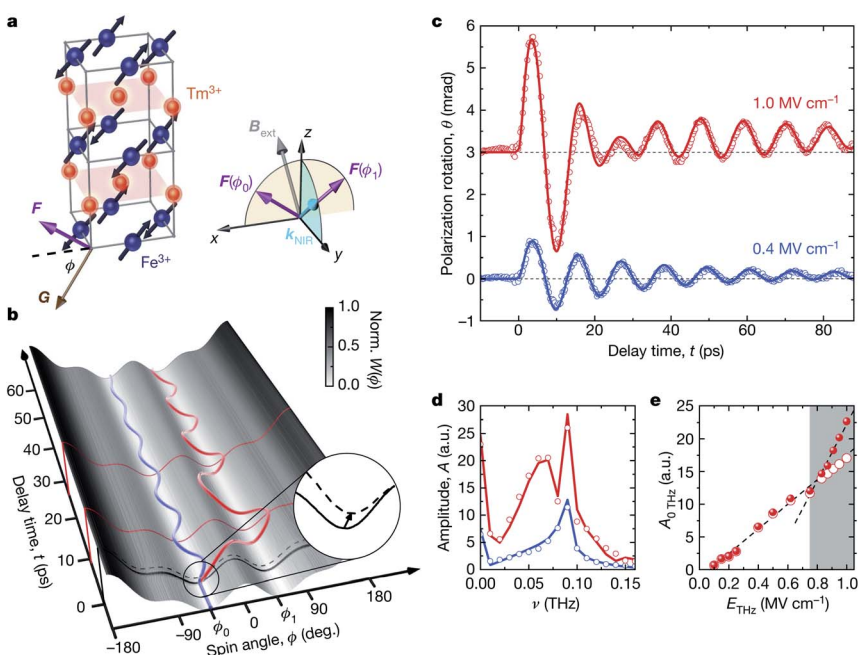 a
Tm³⁺
F
ϕ
Fe³⁺
G
B_ext
z
F(ϕ₀)
F(ϕ₁)
x
k_NIR
y
b
1.0
0.5
0.0
Norm. W(ϕ)
60
50
40
30
20
10
0
Delay time, t (ps)
−180
−90
ϕ₀
0
ϕ₁
90
180
Spin angle, ϕ (deg.)
c
6
5
4
3
2
1
0
−1
Polarization rotation, θ (mrad)
1.0 MV cm⁻¹
0.4 MV cm⁻¹
0
20
40
60
80
Delay time, t (ps)
d
30
25
20
15
10
5
0
Amplitude, A (a.u.)
0.00
0.05
0.10
0.15
ν (THz)
e
25
20
15
10
5
0
A₀ THz (a.u.)
0.0
0.2
0.4
0.6
0.8
1.0
E_THz (MV cm⁻¹)